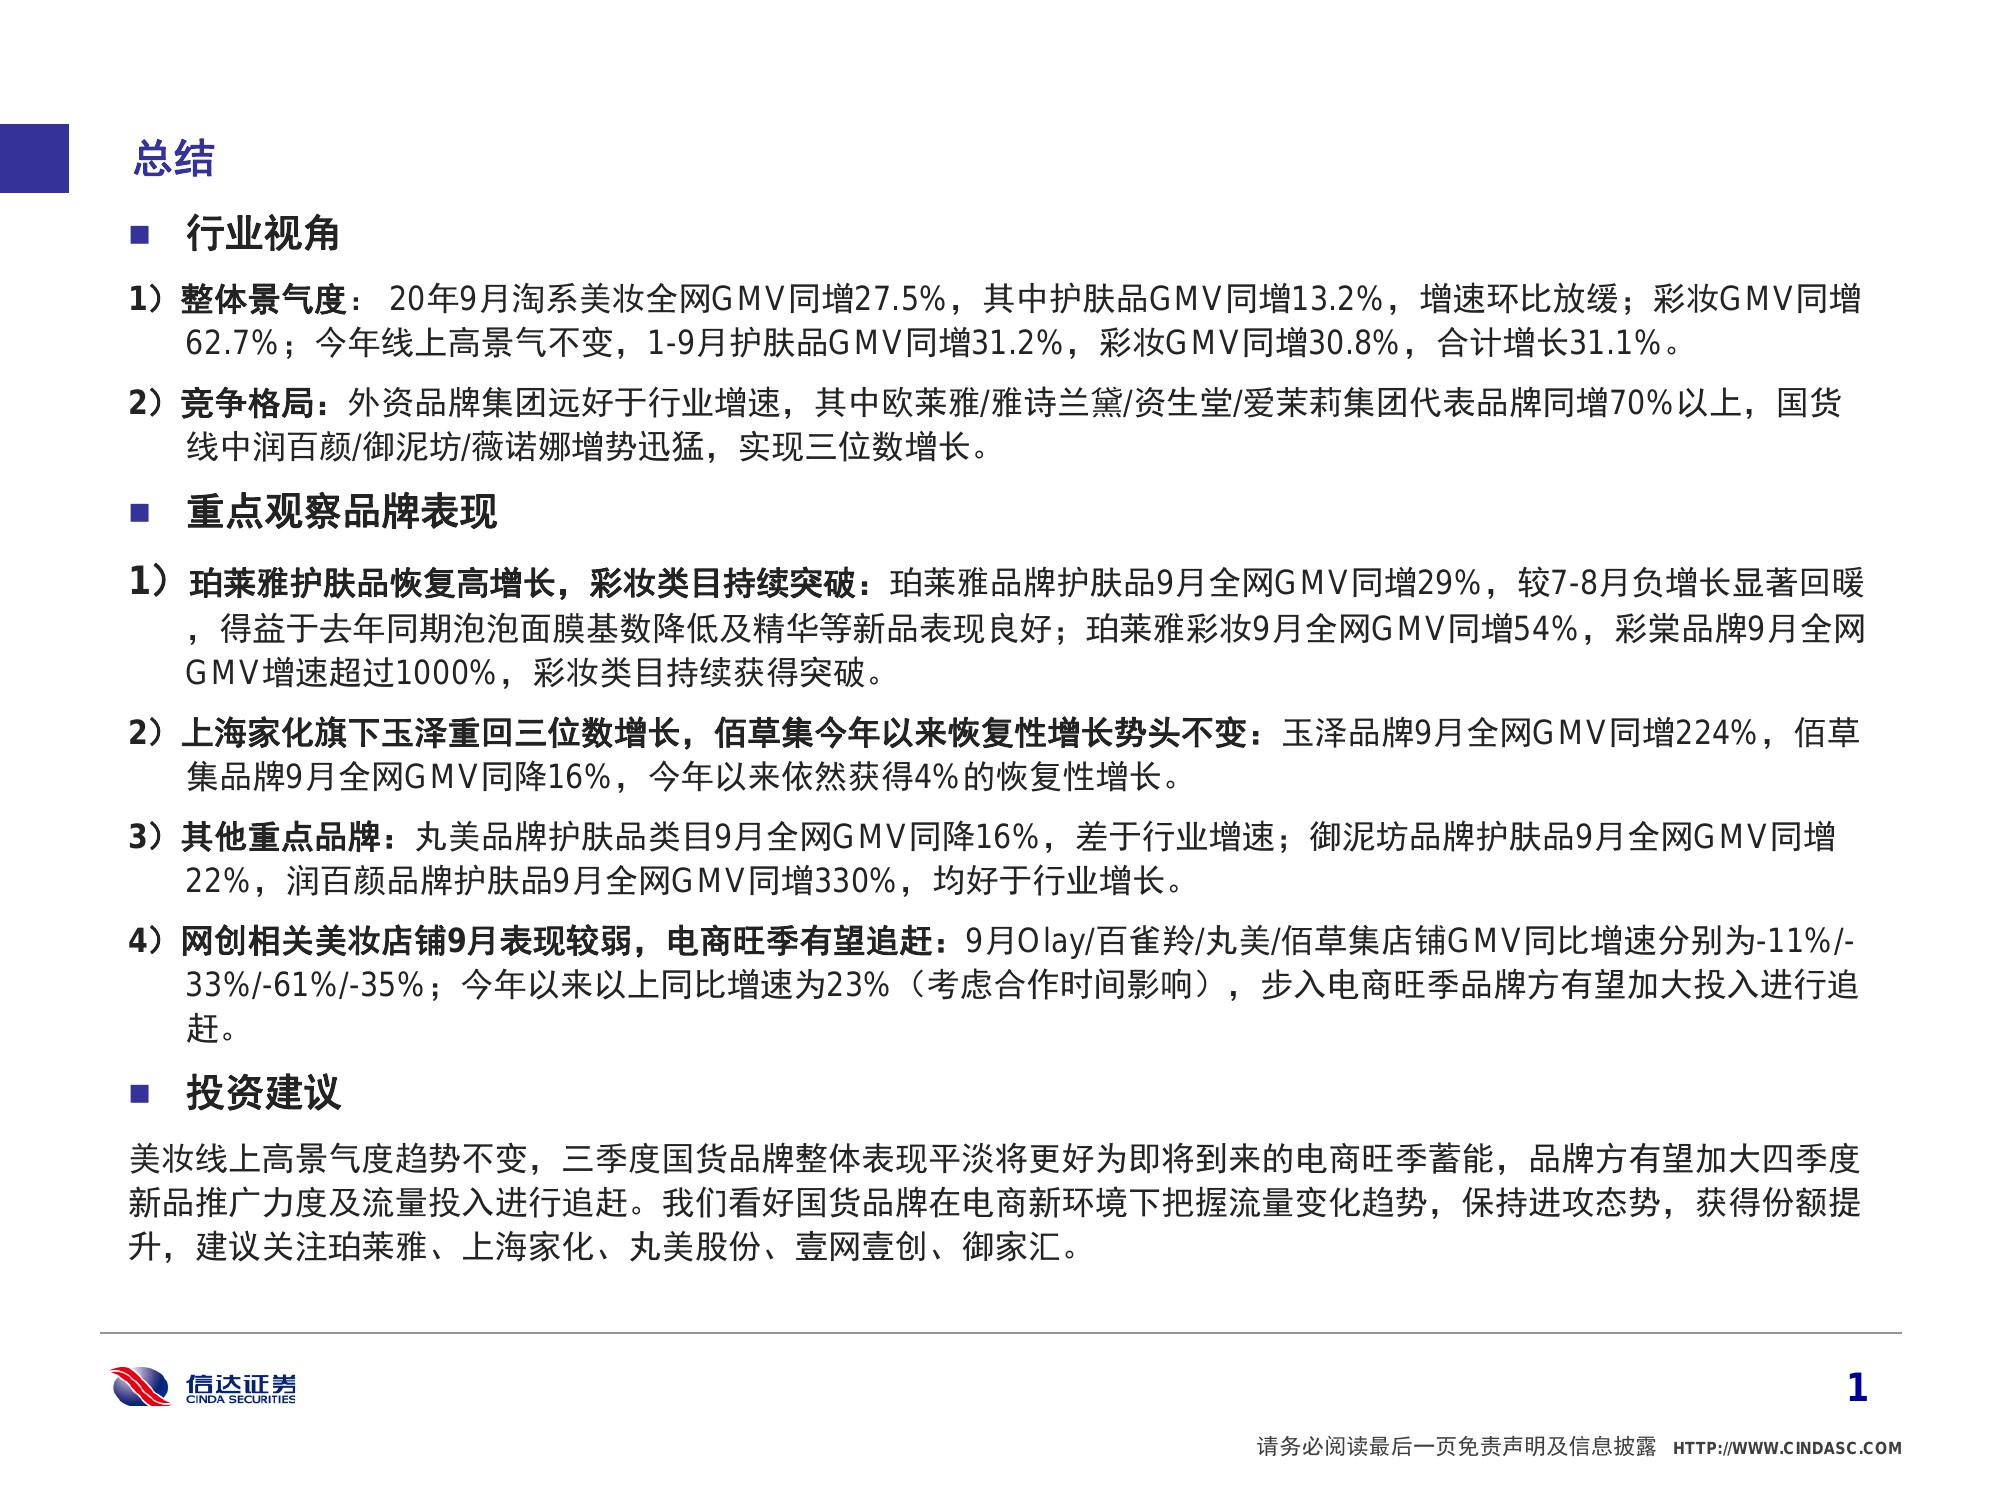 总结
■ 行业视角
1）整体景气度： 20年9月淘系美妆全网GMV同增27.5%，其中护肤品GMV同增13.2%，增速环比放缓；彩妆GMV同增
62.7%；今年线上高景气不变，1-9月护肤品GMV同增31.2%，彩妆GMV同增30.8%，合计增长31.1%。
2）竞争格局：外资品牌集团远好于行业增速，其中欧莱雅/雅诗兰黛/资生堂/爱茉莉集团代表品牌同增70%以上，国货
线中润百颜/御泥坊/薇诺娜增势迅猛，实现三位数增长。
■ 重点观察品牌表现
1）珀莱雅护肤品恢复高增长，彩妆类目持续突破：珀莱雅品牌护肤品9月全网GMV同增29%，较7-8月负增长显著回暖
，得益于去年同期泡泡面膜基数降低及精华等新品表现良好；珀莱雅彩妆9月全网GMV同增54%，彩棠品牌9月全网
GMV增速超过1000%，彩妆类目持续获得突破。
2）上海家化旗下玉泽重回三位数增长，佰草集今年以来恢复性增长势头不变：玉泽品牌9月全网GMV同增224%，佰草
集品牌9月全网GMV同降16%，今年以来依然获得4%的恢复性增长。
3）其他重点品牌：丸美品牌护肤品类目9月全网GMV同降16%，差于行业增速；御泥坊品牌护肤品9月全网GMV同增
22%，润百颜品牌护肤品9月全网GMV同增330%，均好于行业增长。
4）网创相关美妆店铺9月表现较弱，电商旺季有望追赶：9月Olay/百雀羚/丸美/佰草集店铺GMV同比增速分别为-11%/-
33%/-61%/-35%；今年以来以上同比增速为23%（考虑合作时间影响），步入电商旺季品牌方有望加大投入进行追
赶。
■ 投资建议
美妆线上高景气度趋势不变，三季度国货品牌整体表现平淡将更好为即将到来的电商旺季蓄能，品牌方有望加大四季度
新品推广力度及流量投入进行追赶。我们看好国货品牌在电商新环境下把握流量变化趋势，保持进攻态势，获得份额提
升，建议关注珀莱雅、上海家化、丸美股份、壹网壹创、御家汇。
信达证券
CINDA SECURITIES
1
请务必阅读最后一页免责声明及信息披露 HTTP://WWW.CINDASC.COM